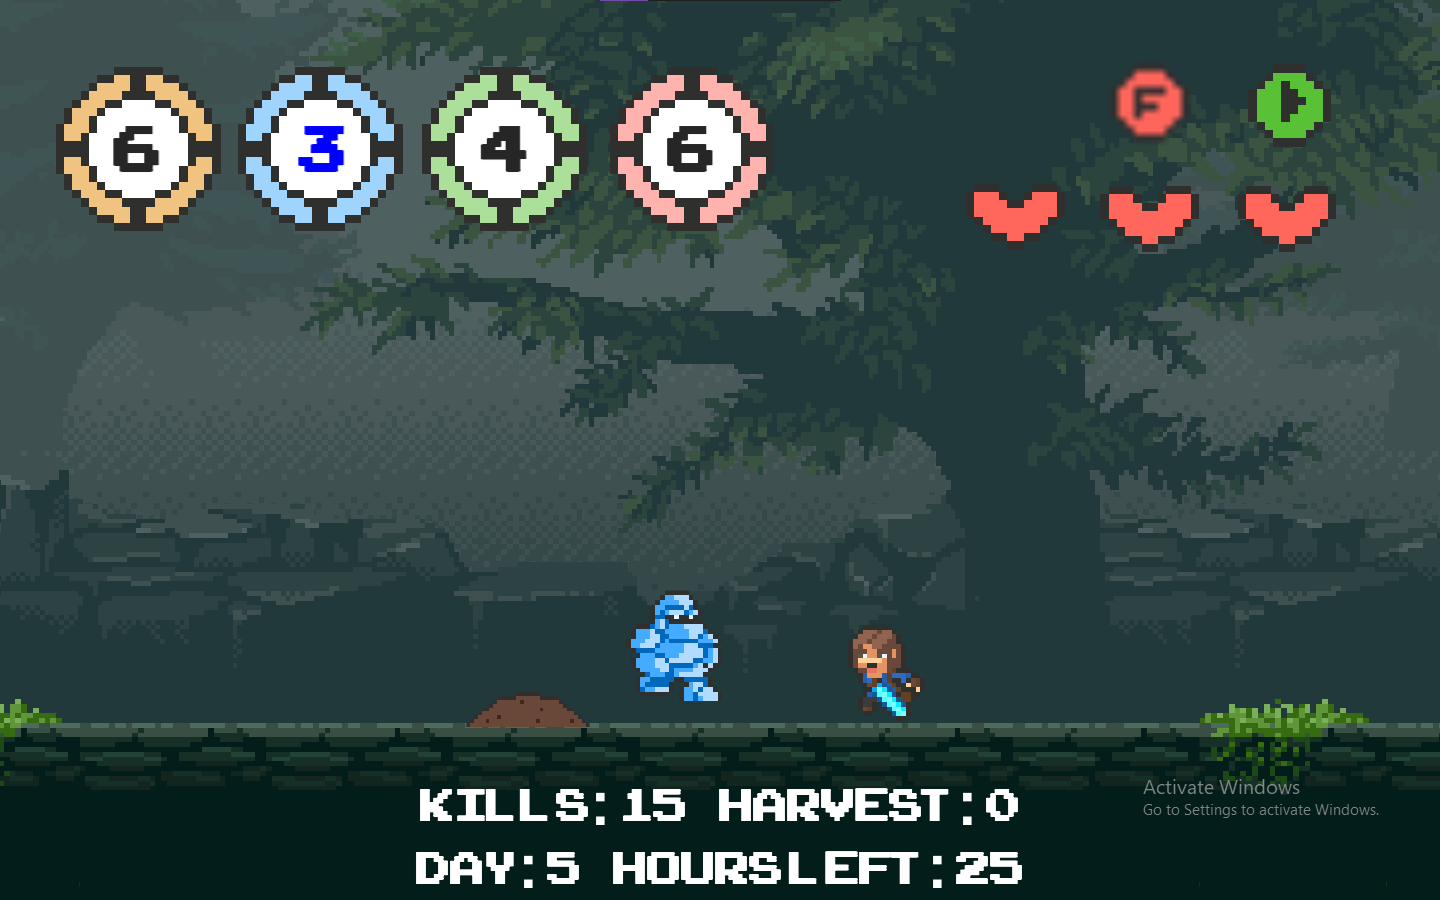 6 3 4 6 F
KILLS:15 HARVEST:0
Activate Windows
Go to Settings to activate Windows.
DAY:5 HOURSLEFT:25